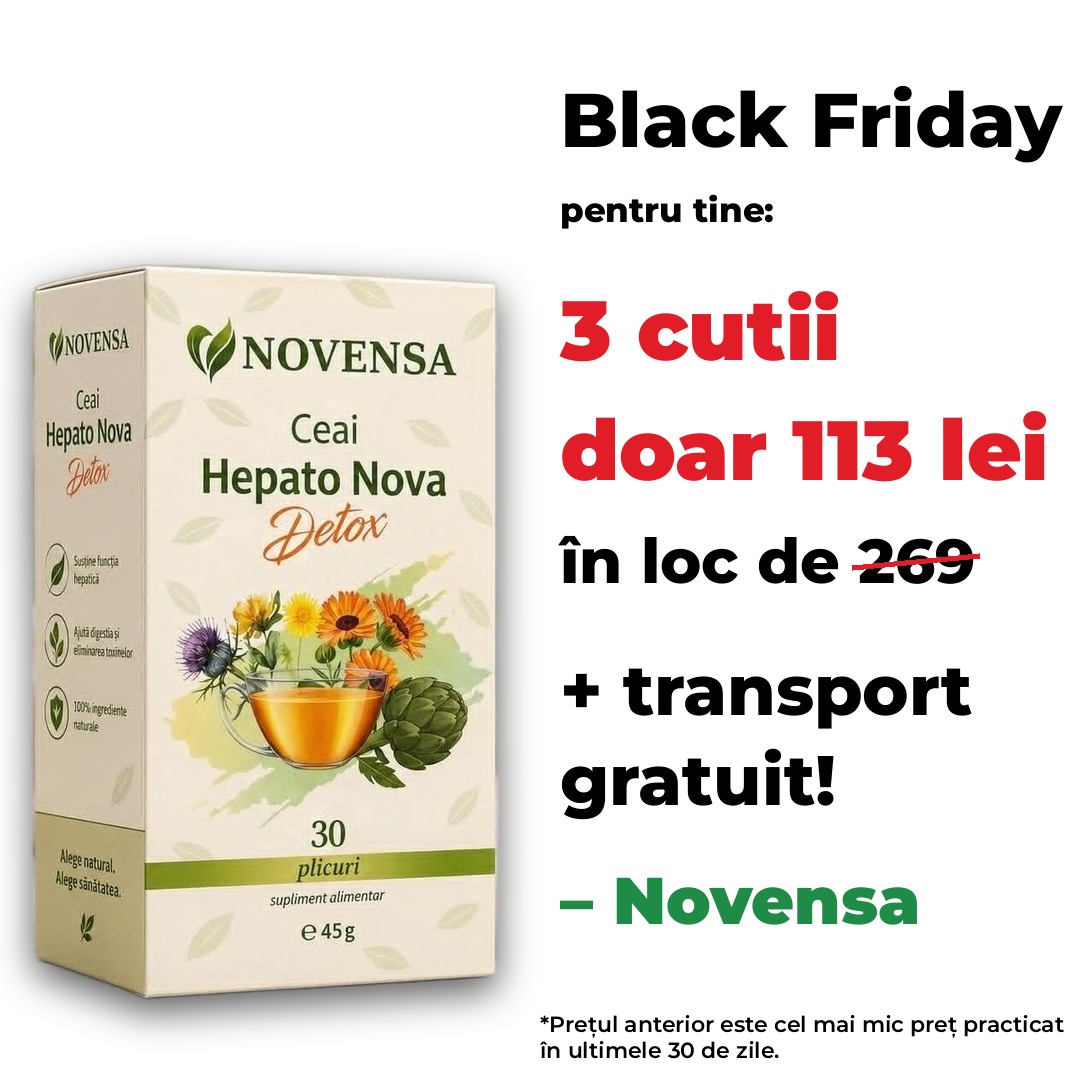 Black Friday
pentru tine:
3 cutii
doar 113 lei
în loc de 269
+ transport
gratuit!
– Novensa
*Prețul anterior este cel mai mic preț practicat
în ultimele 30 de zile.
NOVENSA
Ceai
Hepato Nova
Detox
30
plicuri
supliment alimentar
℮ 45 g
NOVENSA
Ceai
Hepato Nova
Detox
Susține funcția
hepatică
Ajută digestia și
eliminarea toxinelor
100% ingrediente
naturale
Alege natural.
Alege sănătatea.